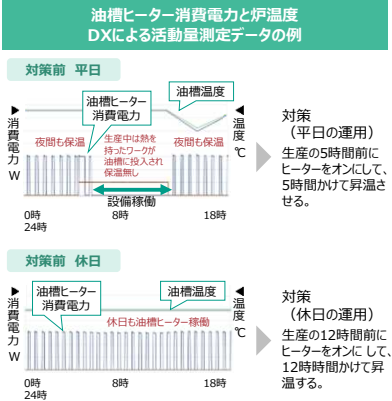 油槽ヒーター消費電力と炉温度
DXによる活動量測定データの例
対策前 平日
油槽ヒーター
消費電力
油槽温度
▶消費電力 W
◀温度 ℃
夜間も保温
生産中は熱を
持ったワークが
油槽に投入され
保温無し
夜間も保温
設備稼働
0時
8時
18時
24時
対策
（平日の運用）
生産の5時間前に
ヒーターをオンにして、
5時間かけて昇温さ
せる。
対策前 休日
油槽ヒーター
消費電力
油槽温度
▶消費電力 W
◀温度 ℃
休日も油槽ヒーター稼働
0時
8時
18時
24時
対策
（休日の運用）
生産の12時間前に
ヒーターをオンに して、
12時時間かけて昇
温する。